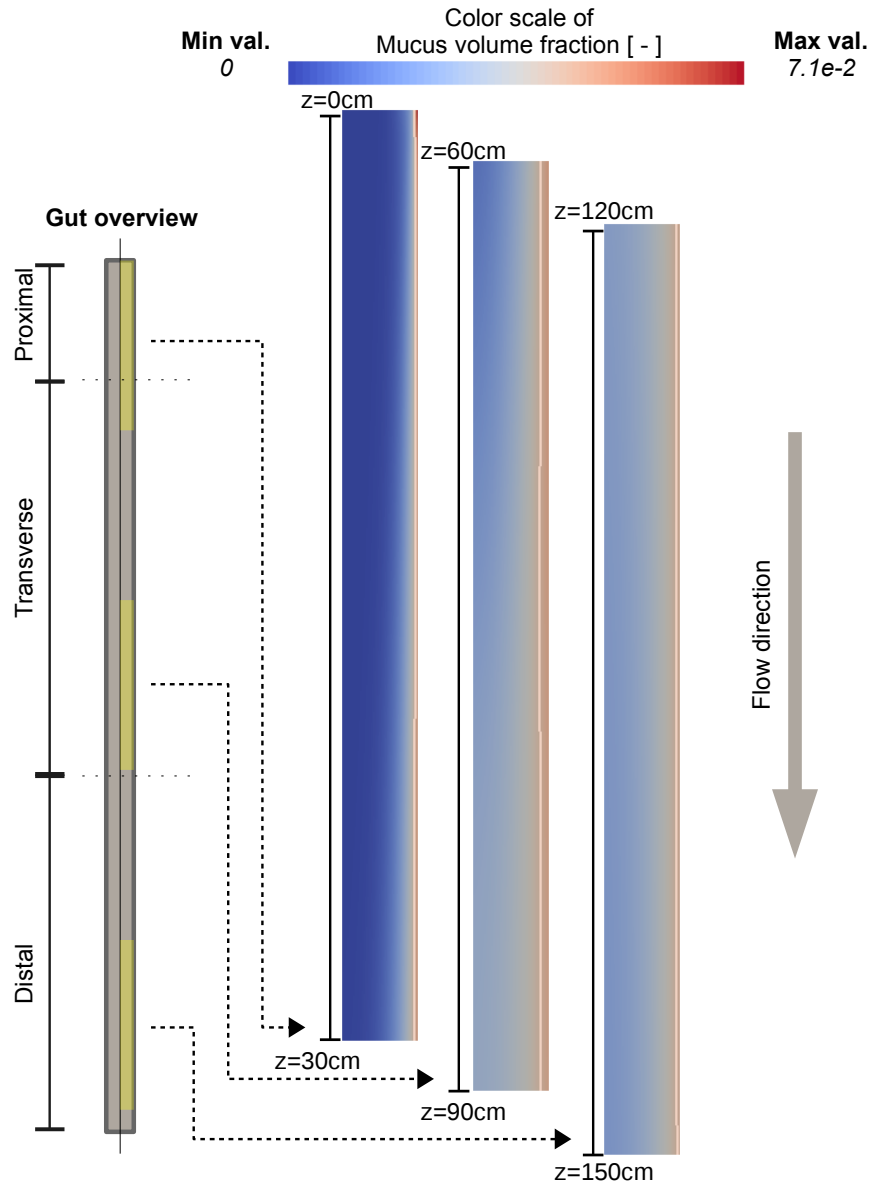 Color scale of
Mucus volume fraction [ - ]
Min val.
0
Max val.
7.1e-2
z=0cm
z=60cm
z=120cm
Gut overview
Proximal
Transverse
Distal
Flow direction
z=30cm
z=90cm
z=150cm